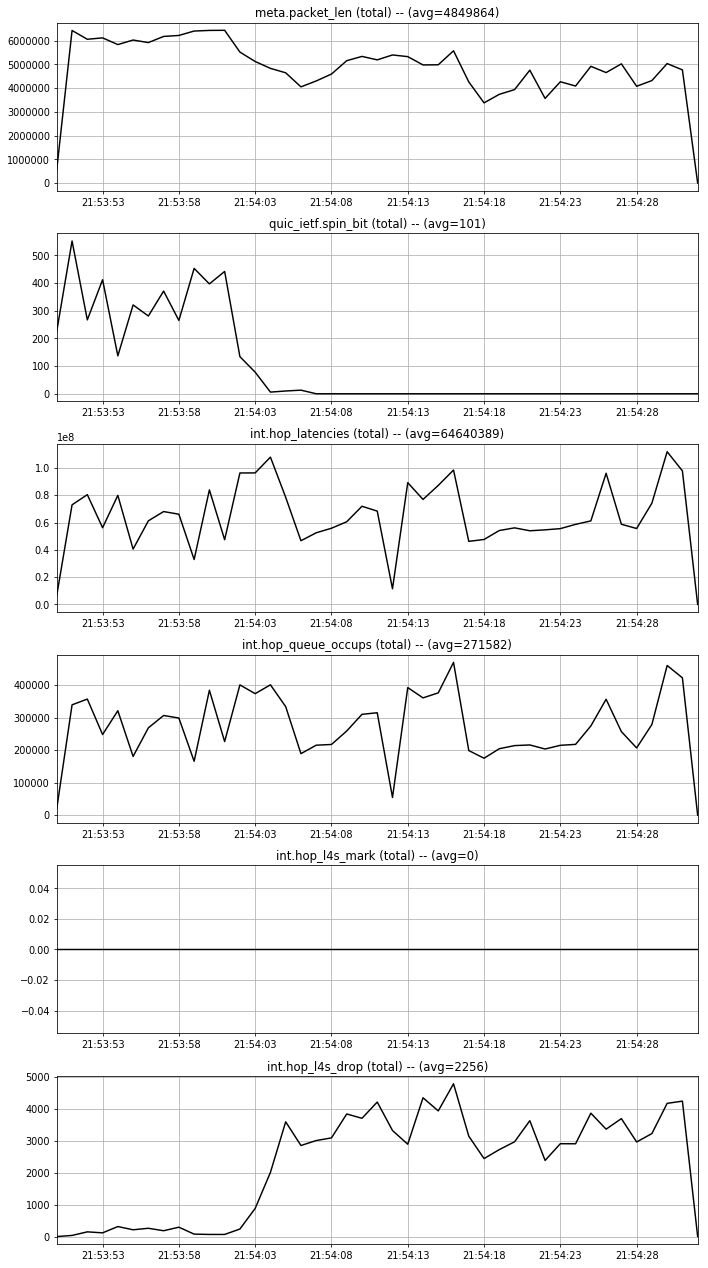 meta.packet_len (total) -- (avg=4849864)
6000000
5000000
4000000
3000000
2000000
1000000
0
21:53:53 21:53:58 21:54:03 21:54:08 21:54:13 21:54:18 21:54:23 21:54:28
quic_ietf.spin_bit (total) -- (avg=101)
500
400
300
200
100
0
21:53:53 21:53:58 21:54:03 21:54:08 21:54:13 21:54:18 21:54:23 21:54:28
int.hop_latencies (total) -- (avg=64640389)
1e8
1.0
0.8
0.6
0.4
0.2
0.0
21:53:53 21:53:58 21:54:03 21:54:08 21:54:13 21:54:18 21:54:23 21:54:28
int.hop_queue_occups (total) -- (avg=271582)
400000
300000
200000
100000
0
21:53:53 21:53:58 21:54:03 21:54:08 21:54:13 21:54:18 21:54:23 21:54:28
int.hop_l4s_mark (total) -- (avg=0)
0.04
0.02
0.00
−0.02
−0.04
21:53:53 21:53:58 21:54:03 21:54:08 21:54:13 21:54:18 21:54:23 21:54:28
int.hop_l4s_drop (total) -- (avg=2256)
5000
4000
3000
2000
1000
0
21:53:53 21:53:58 21:54:03 21:54:08 21:54:13 21:54:18 21:54:23 21:54:28